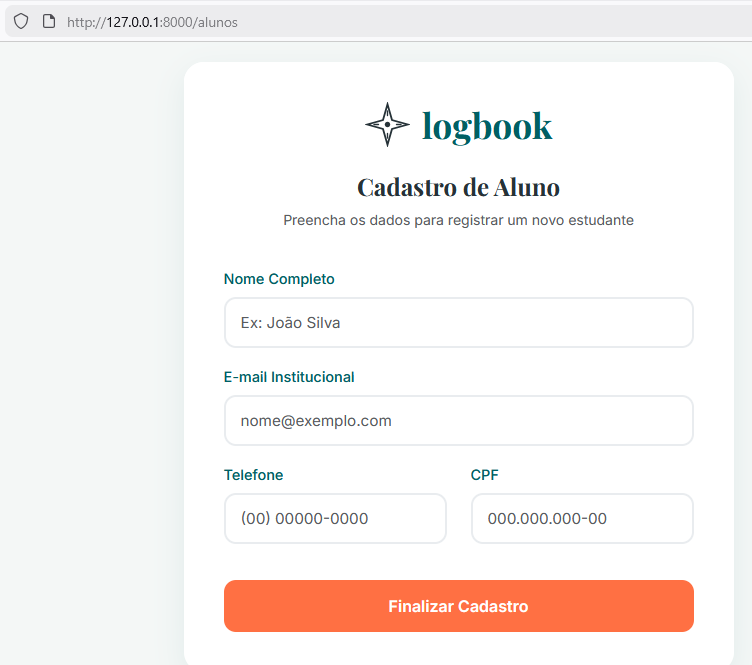 http://127.0.0.1:8000/alunos
logbook
Cadastro de Aluno
Preencha os dados para registrar um novo estudante
Nome Completo
Ex: João Silva
E-mail Institucional
nome@exemplo.com
Telefone CPF
(00) 00000-0000 000.000.000-00
Finalizar Cadastro